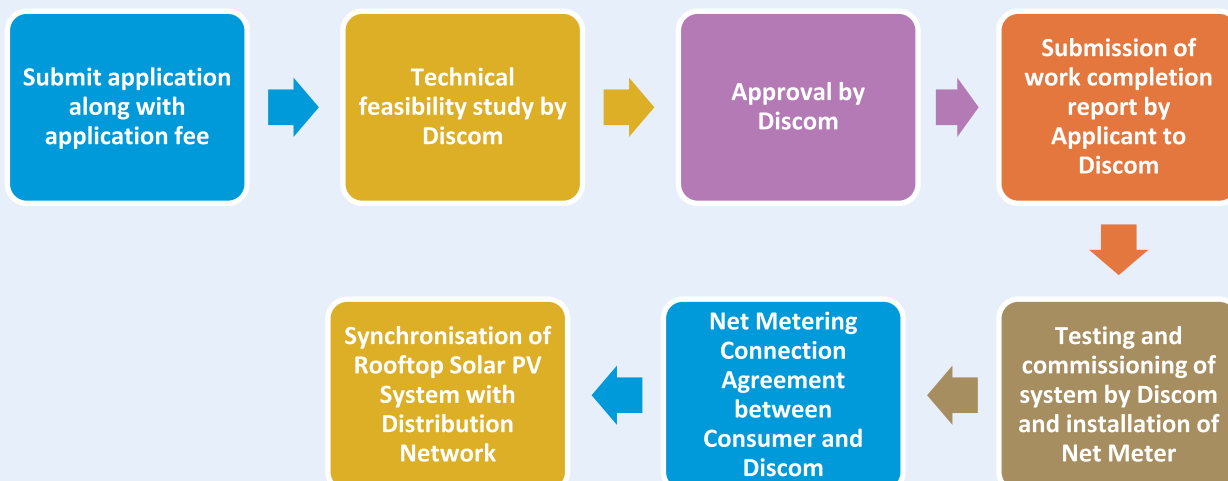 Submit application
along with
application fee
Technical
feasibility study by
Discom
Approval by
Discom
Submission of
work completion
report by
Applicant to
Discom
Testing and
commissioning of
system by Discom
and installation of
Net Meter
Net Metering
Connection
Agreement
between
Consumer and
Discom
Synchronisation of
Rooftop Solar PV
System with
Distribution
Network